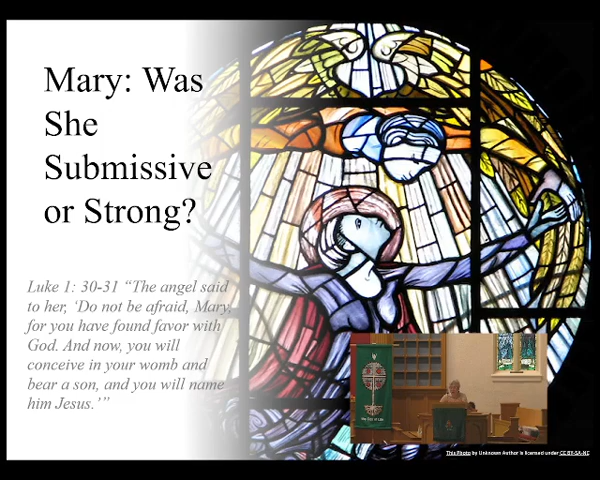 Mary: Was
She
Submissive
or Strong?
Luke 1: 30-31 “The angel said
to her, ‘Do not be afraid, Mary,
for you have found favor with
God. And now, you will
conceive in your womb and
bear a son, and you will name
him Jesus.’”
This Photo by Unknown Author is licensed under CC BY-SA-NC